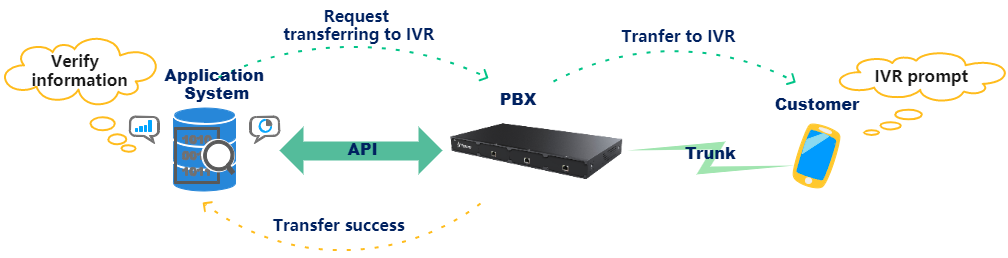 Request
transferring to IVR
Tranfer to IVR
Verify
information
Application
System
PBX
IVR prompt
Customer
API
Trunk
Transfer success